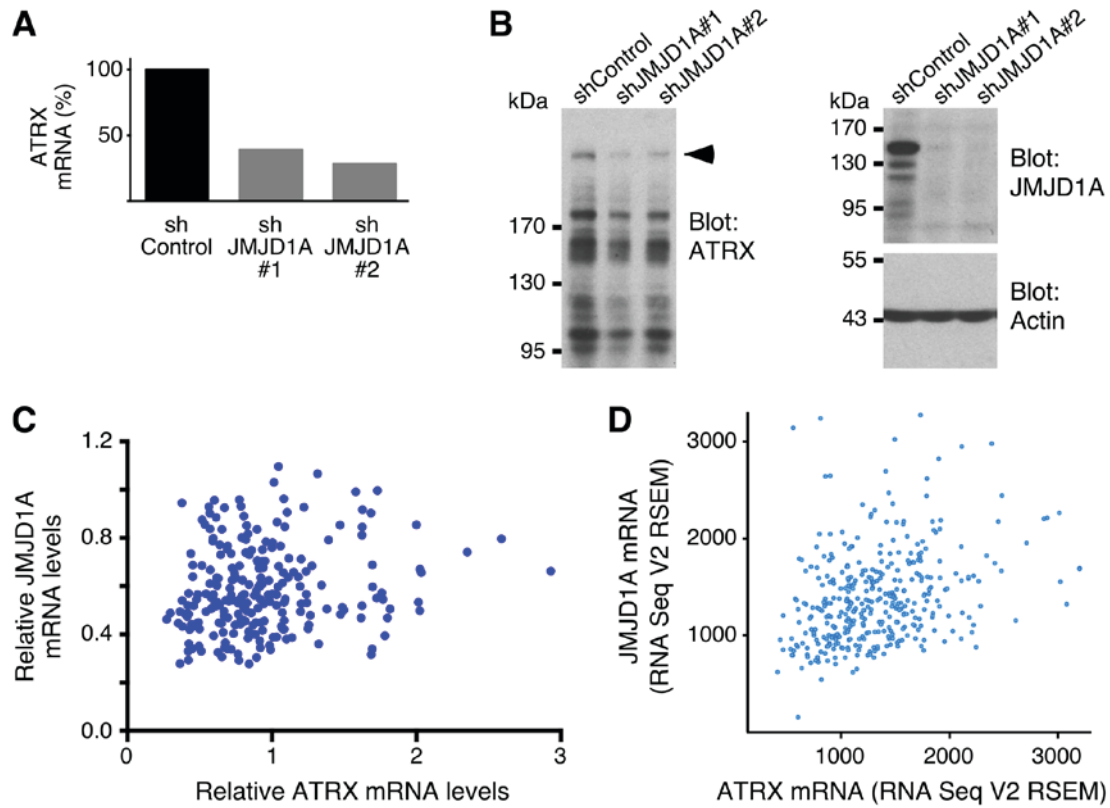 A
ATRX
mRNA (%)
100
50
sh
Control
sh
JMJD1A
#1
sh
JMJD1A
#2
B
kDa
shControl
shJMJD1A#1
shJMJD1A#2
170
130
95
Blot:
ATRX
kDa
shControl
shJMJD1A#1
shJMJD1A#2
170
130
95
Blot:
JMJD1A
55
43
Blot:
Actin
C
Relative JMJD1A
mRNA levels
1.2
0.8
0.4
0.0
0
1
2
3
Relative ATRX mRNA levels
D
JMJD1A mRNA
(RNA Seq V2 RSEM)
3000
2000
1000
1000
2000
3000
ATRX mRNA (RNA Seq V2 RSEM)